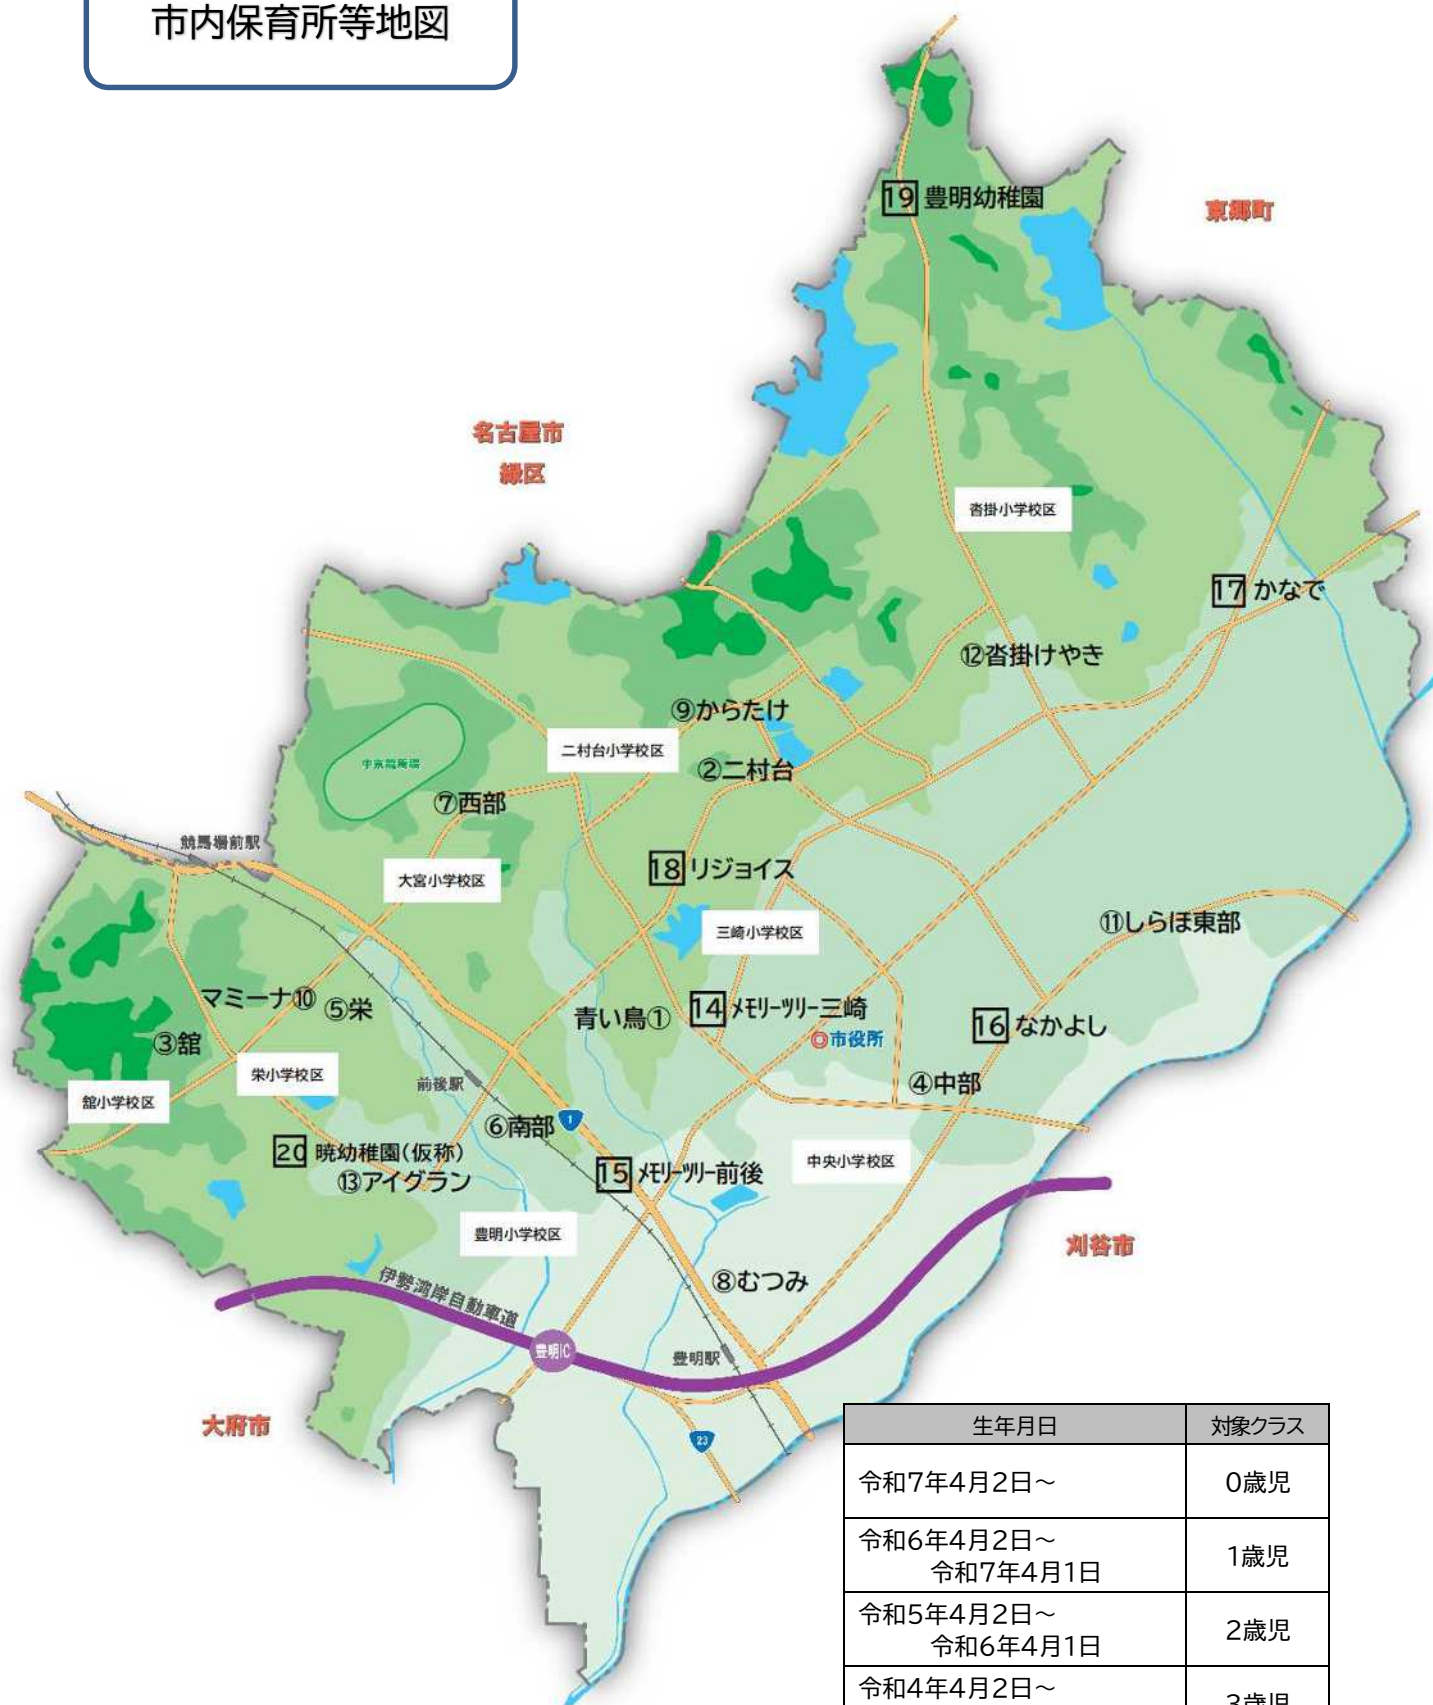 市内保育所等地図
19 豊明幼稚園
東郷町
名古屋市
緑区
沓掛小学校区
17 かなで
⑫沓掛けやき
⑨からたけ
二村台小学校区
中京競馬場
②二村台
⑦西部
競馬場前駅
18 リジョイス
大宮小学校区
三崎小学校区
⑪しらほ東部
マミーナ⑩
⑤栄
青い鳥①
14 メモリーツリー三崎
16 なかよし
市役所
③舘
栄小学校区
前後駅
④中部
舘小学校区
⑥南部
1
20 暁幼稚園(仮称)
⑬アイグラン
15 メモリーツリー前後
中央小学校区
豊明小学校区
刈谷市
⑧むつみ
伊勢湾岸自動車道
豊明IC
豊明駅
大府市
23
生年月日 対象クラス
令和7年4月2日～ 0歳児
令和6年4月2日～
令和7年4月1日 1歳児
令和5年4月2日～
令和6年4月1日 2歳児
令和4年4月2日～
3歳児